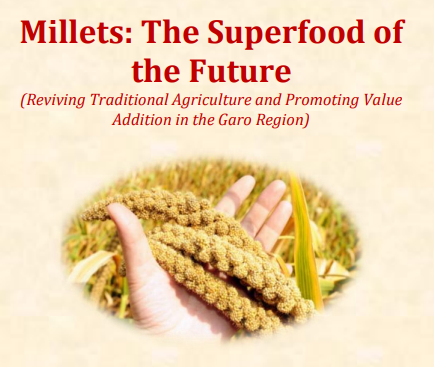 Millets: The Superfood of
the Future
(Reviving Traditional Agriculture and Promoting Value
Addition in the Garo Region)